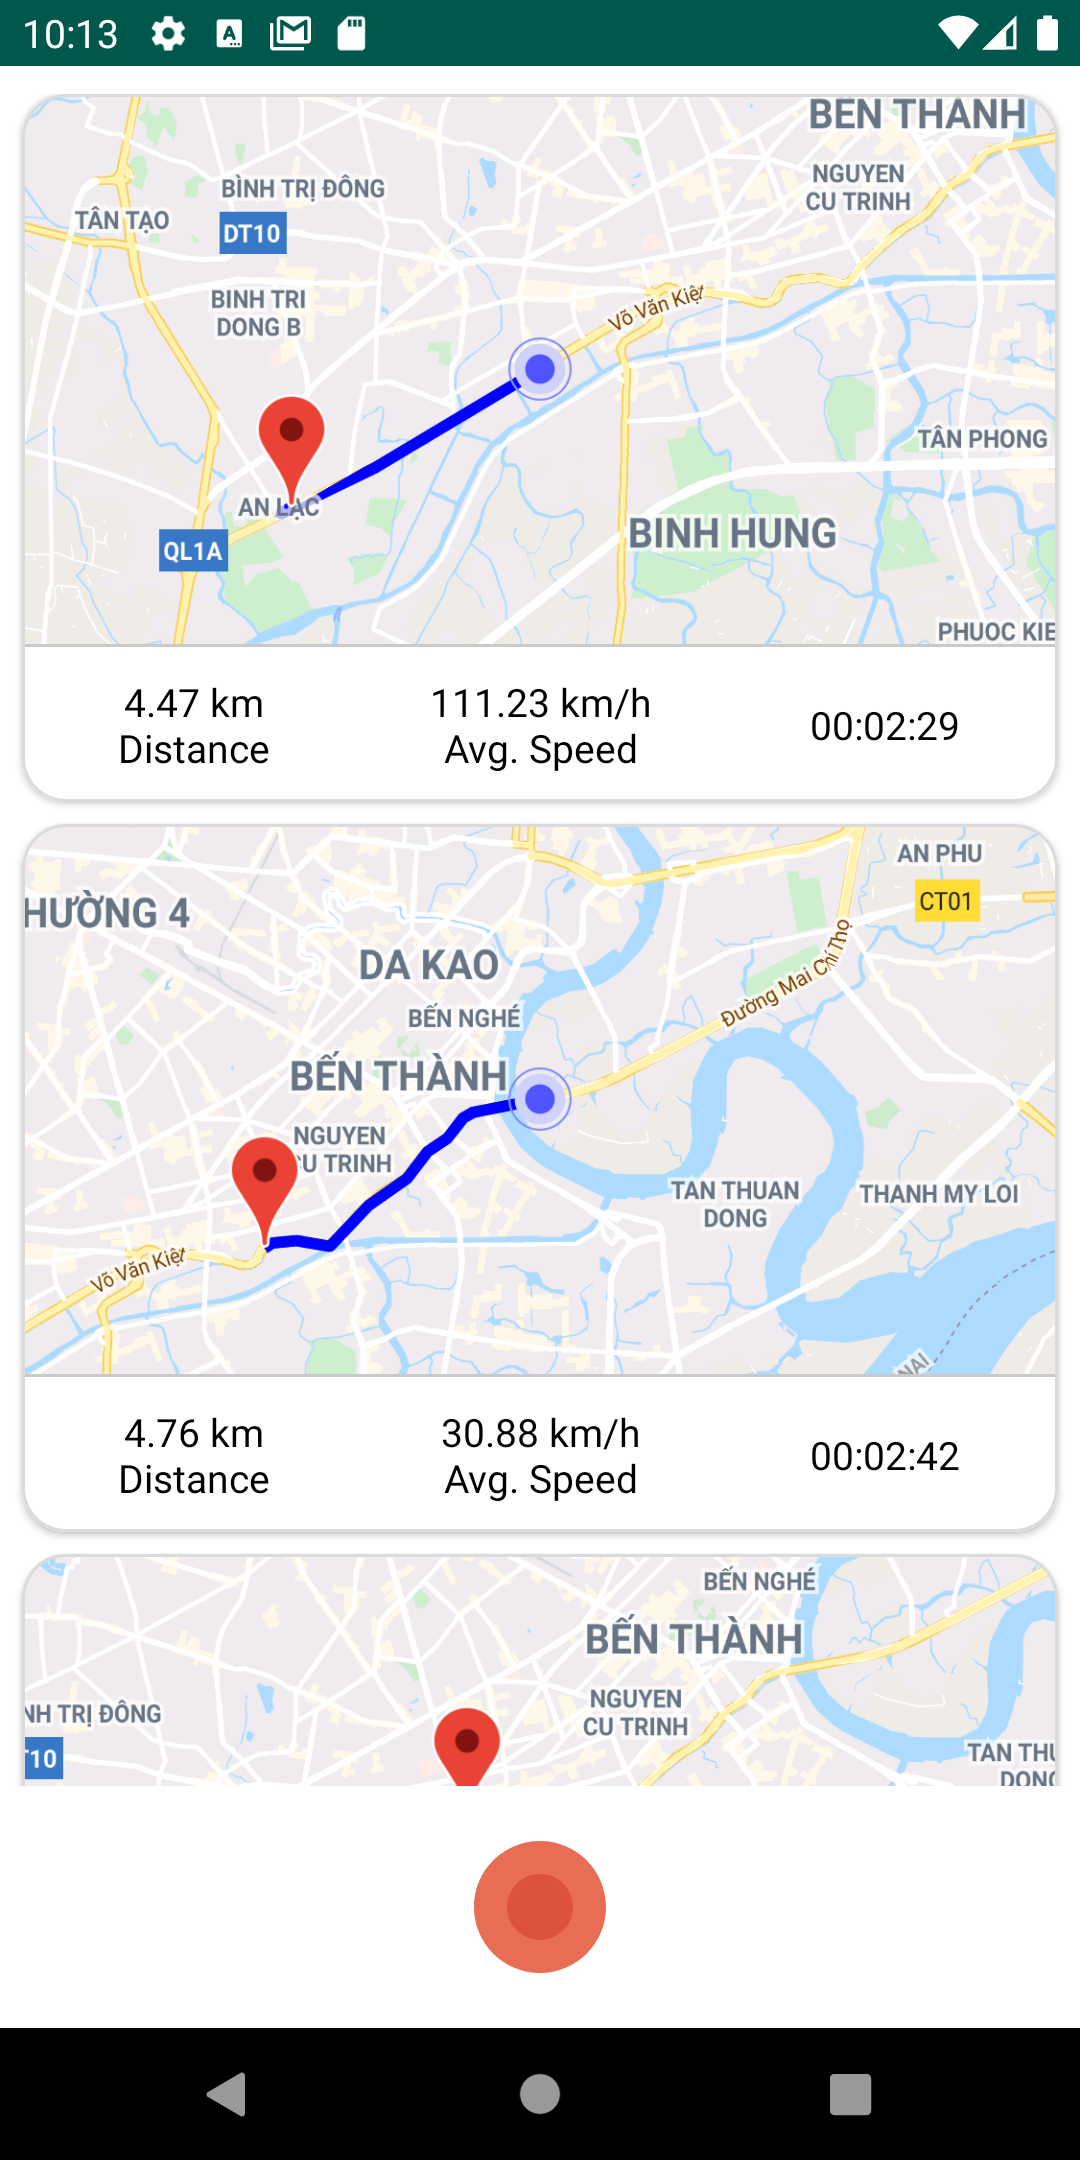 10:13
BẾN THÀNH
NGUYEN
CU TRINH
BÌNH TRỊ ĐÔNG
TÂN TẠO
DT10
BINH TRI
DONG B
Võ Văn Kiệt
TÂN PHONG
AN LẠC
BINH HUNG
QL1A
PHUOC KIE
4.47 km
Distance
111.23 km/h
Avg. Speed
00:02:29
AN PHU
CT01
HƯỜNG 4
DA KAO
Đường Mai Chí Thọ
BẾN NGHÉ
BẾN THÀNH
NGUYEN
CU TRINH
TAN THUAN
DONG
THANH MY LOI
Võ Văn Kiệt
NAI
4.76 km
Distance
30.88 km/h
Avg. Speed
00:02:42
BẾN NGHÉ
BẾN THÀNH
NH TRỊ ĐÔNG
NGUYEN
CU TRINH
T10
TAN THU
DONG